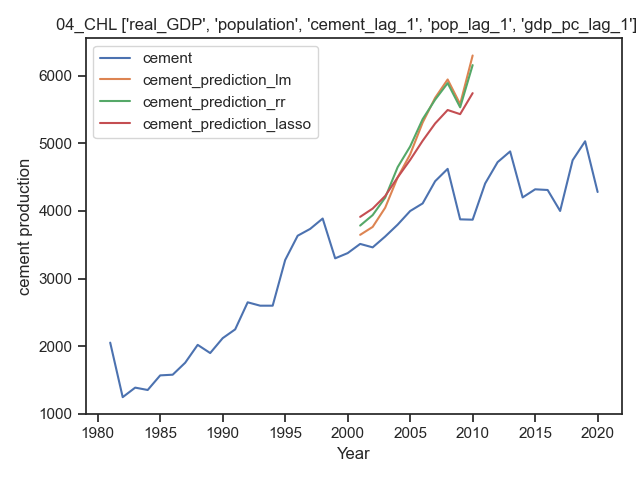 04_CHL ['real_GDP', 'population', 'cement_lag_1', 'pop_lag_1', 'gdp_pc_lag_1']
cement
cement_prediction_lm
cement_prediction_rr
cement_prediction_lasso
6000
5000
4000
3000
2000
1000
cement production
1980
1985
1990
1995
2000
2005
2010
2015
2020
Year